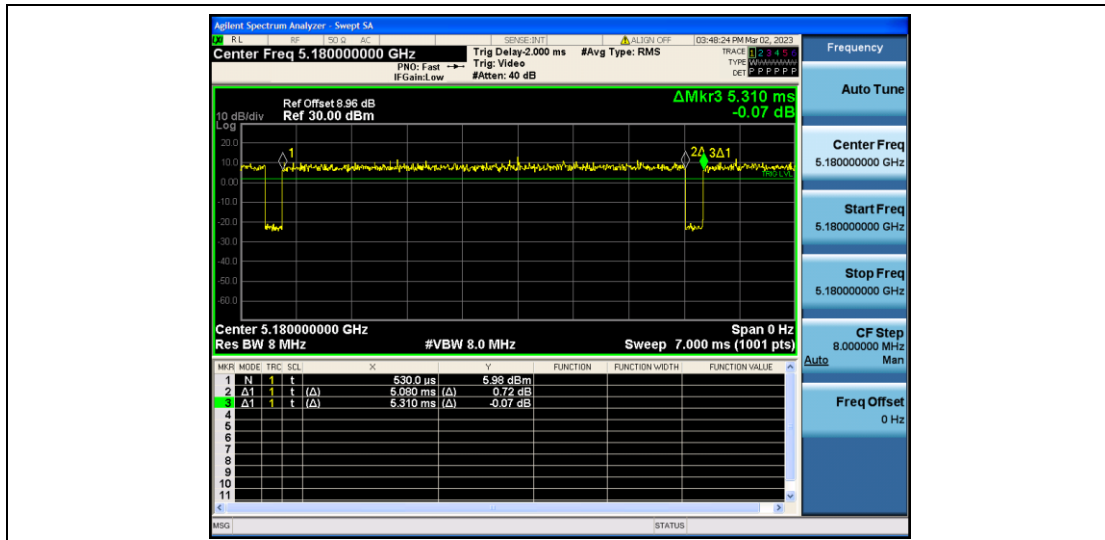 Agilent Spectrum Analyzer - Swept SA
RL RF 50 Ω AC SENSE:INT ALIGN OFF 03:48:24 PM Mar 02, 2023
Center Freq 5.180000000 GHz
PNO: Fast
IFGain:Low
Trig Delay-2.000 ms
Trig: Video
#Atten: 40 dB
#Avg Type: RMS
TRACE 1 2 3 4 5 6
TYPE WWWWWW
DET P P P P P P
Ref Offset 8.96 dB
10 dB/div Ref 30.00 dBm
Log
ΔMkr3 5.310 ms
-0.07 dB
20.0
10.0
0.00
-10.0
-20.0
-30.0
-40.0
-50.0
-60.0
1
2Δ 3Δ1
TRIG LVL
Center 5.180000000 GHz Span 0 Hz
Res BW 8 MHz #VBW 8.0 MHz Sweep 7.000 ms (1001 pts)
MKR MODE TRC SCL X Y FUNCTION FUNCTION WIDTH FUNCTION VALUE
1 N 1 t 530.0 µs 5.98 dBm
2 Δ1 1 t (Δ) 5.080 ms (Δ) 0.72 dB
3 Δ1 1 t (Δ) 5.310 ms (Δ) -0.07 dB
4
5
6
7
8
9
10
11
MSG STATUS
Frequency
Auto Tune
Center Freq
5.180000000 GHz
Start Freq
5.180000000 GHz
Stop Freq
5.180000000 GHz
CF Step
8.000000 MHz
Auto Man
Freq Offset
0 Hz